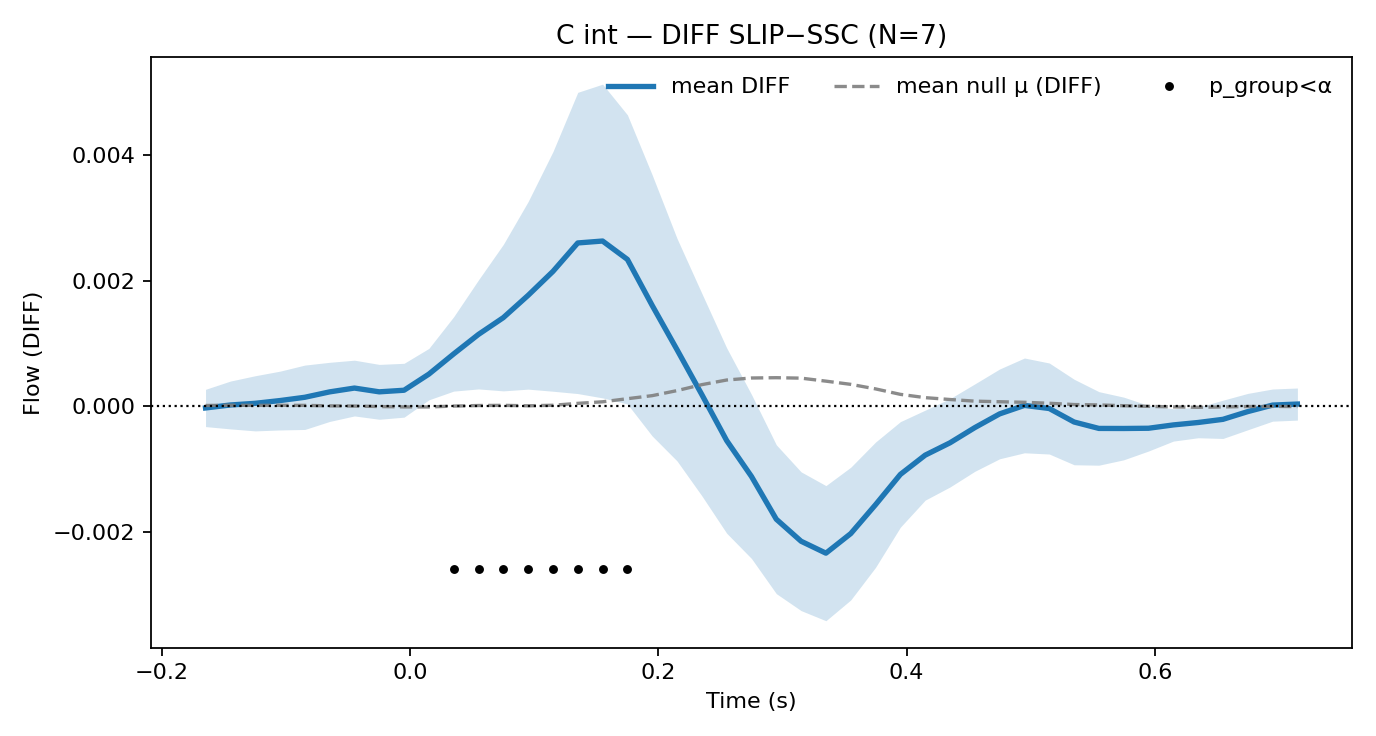 C int — DIFF SLIP−SSC (N=7)
mean DIFF
mean null μ (DIFF)
p_group<α
Flow (DIFF)
0.004
0.002
0.000
−0.002
−0.2
0.0
0.2
0.4
0.6
Time (s)